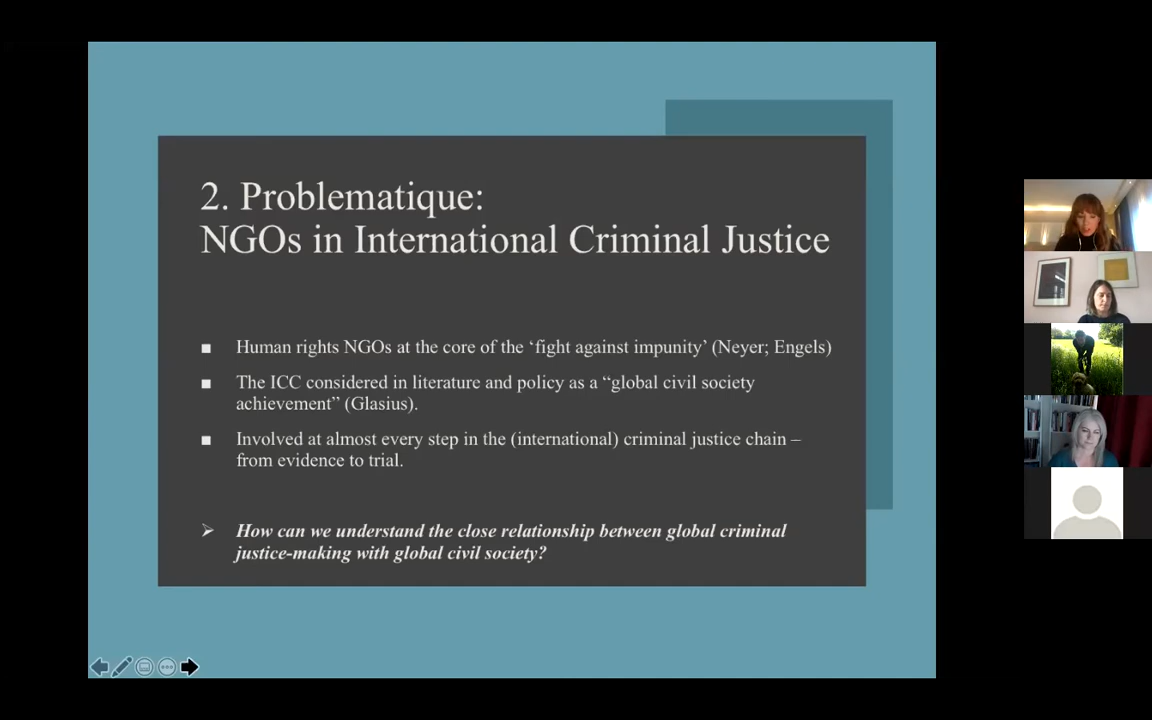 2. Problematique:
NGOs in International Criminal Justice
■ Human rights NGOs at the core of the ‘fight against impunity’ (Neyer; Engels)
■ The ICC considered in literature and policy as a “global civil society
achievement” (Glasius).
■ Involved at almost every step in the (international) criminal justice chain –
from evidence to trial.
➢ How can we understand the close relationship between global criminal
justice-making with global civil society?